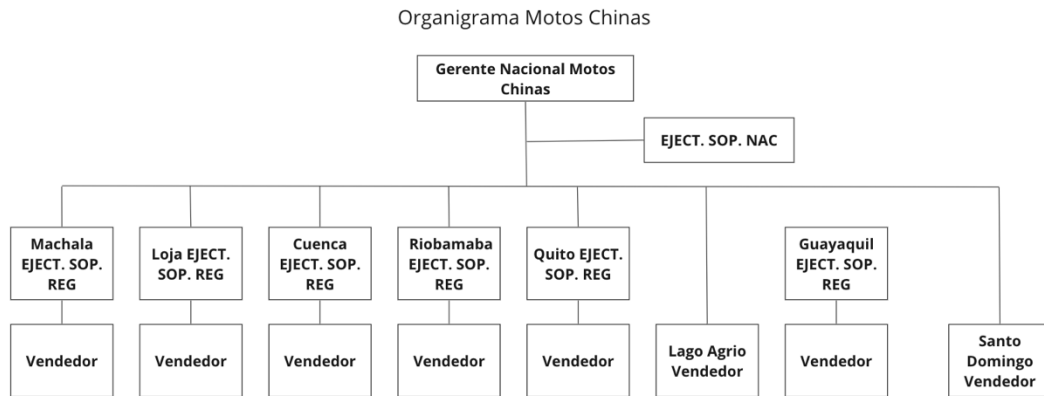 Organigrama Motos Chinas
Gerente Nacional Motos
Chinas
EJECT. SOP. NAC
Machala
EJECT. SOP.
REG
Loja EJECT.
SOP. REG
Cuenca
EJECT. SOP.
REG
Riobamaba
EJECT. SOP.
REG
Quito EJECT.
SOP. REG
Guayaquil
EJECT. SOP.
REG
Vendedor
Vendedor
Vendedor
Vendedor
Vendedor
Lago Agrio
Vendedor
Vendedor
Santo
Domingo
Vendedor